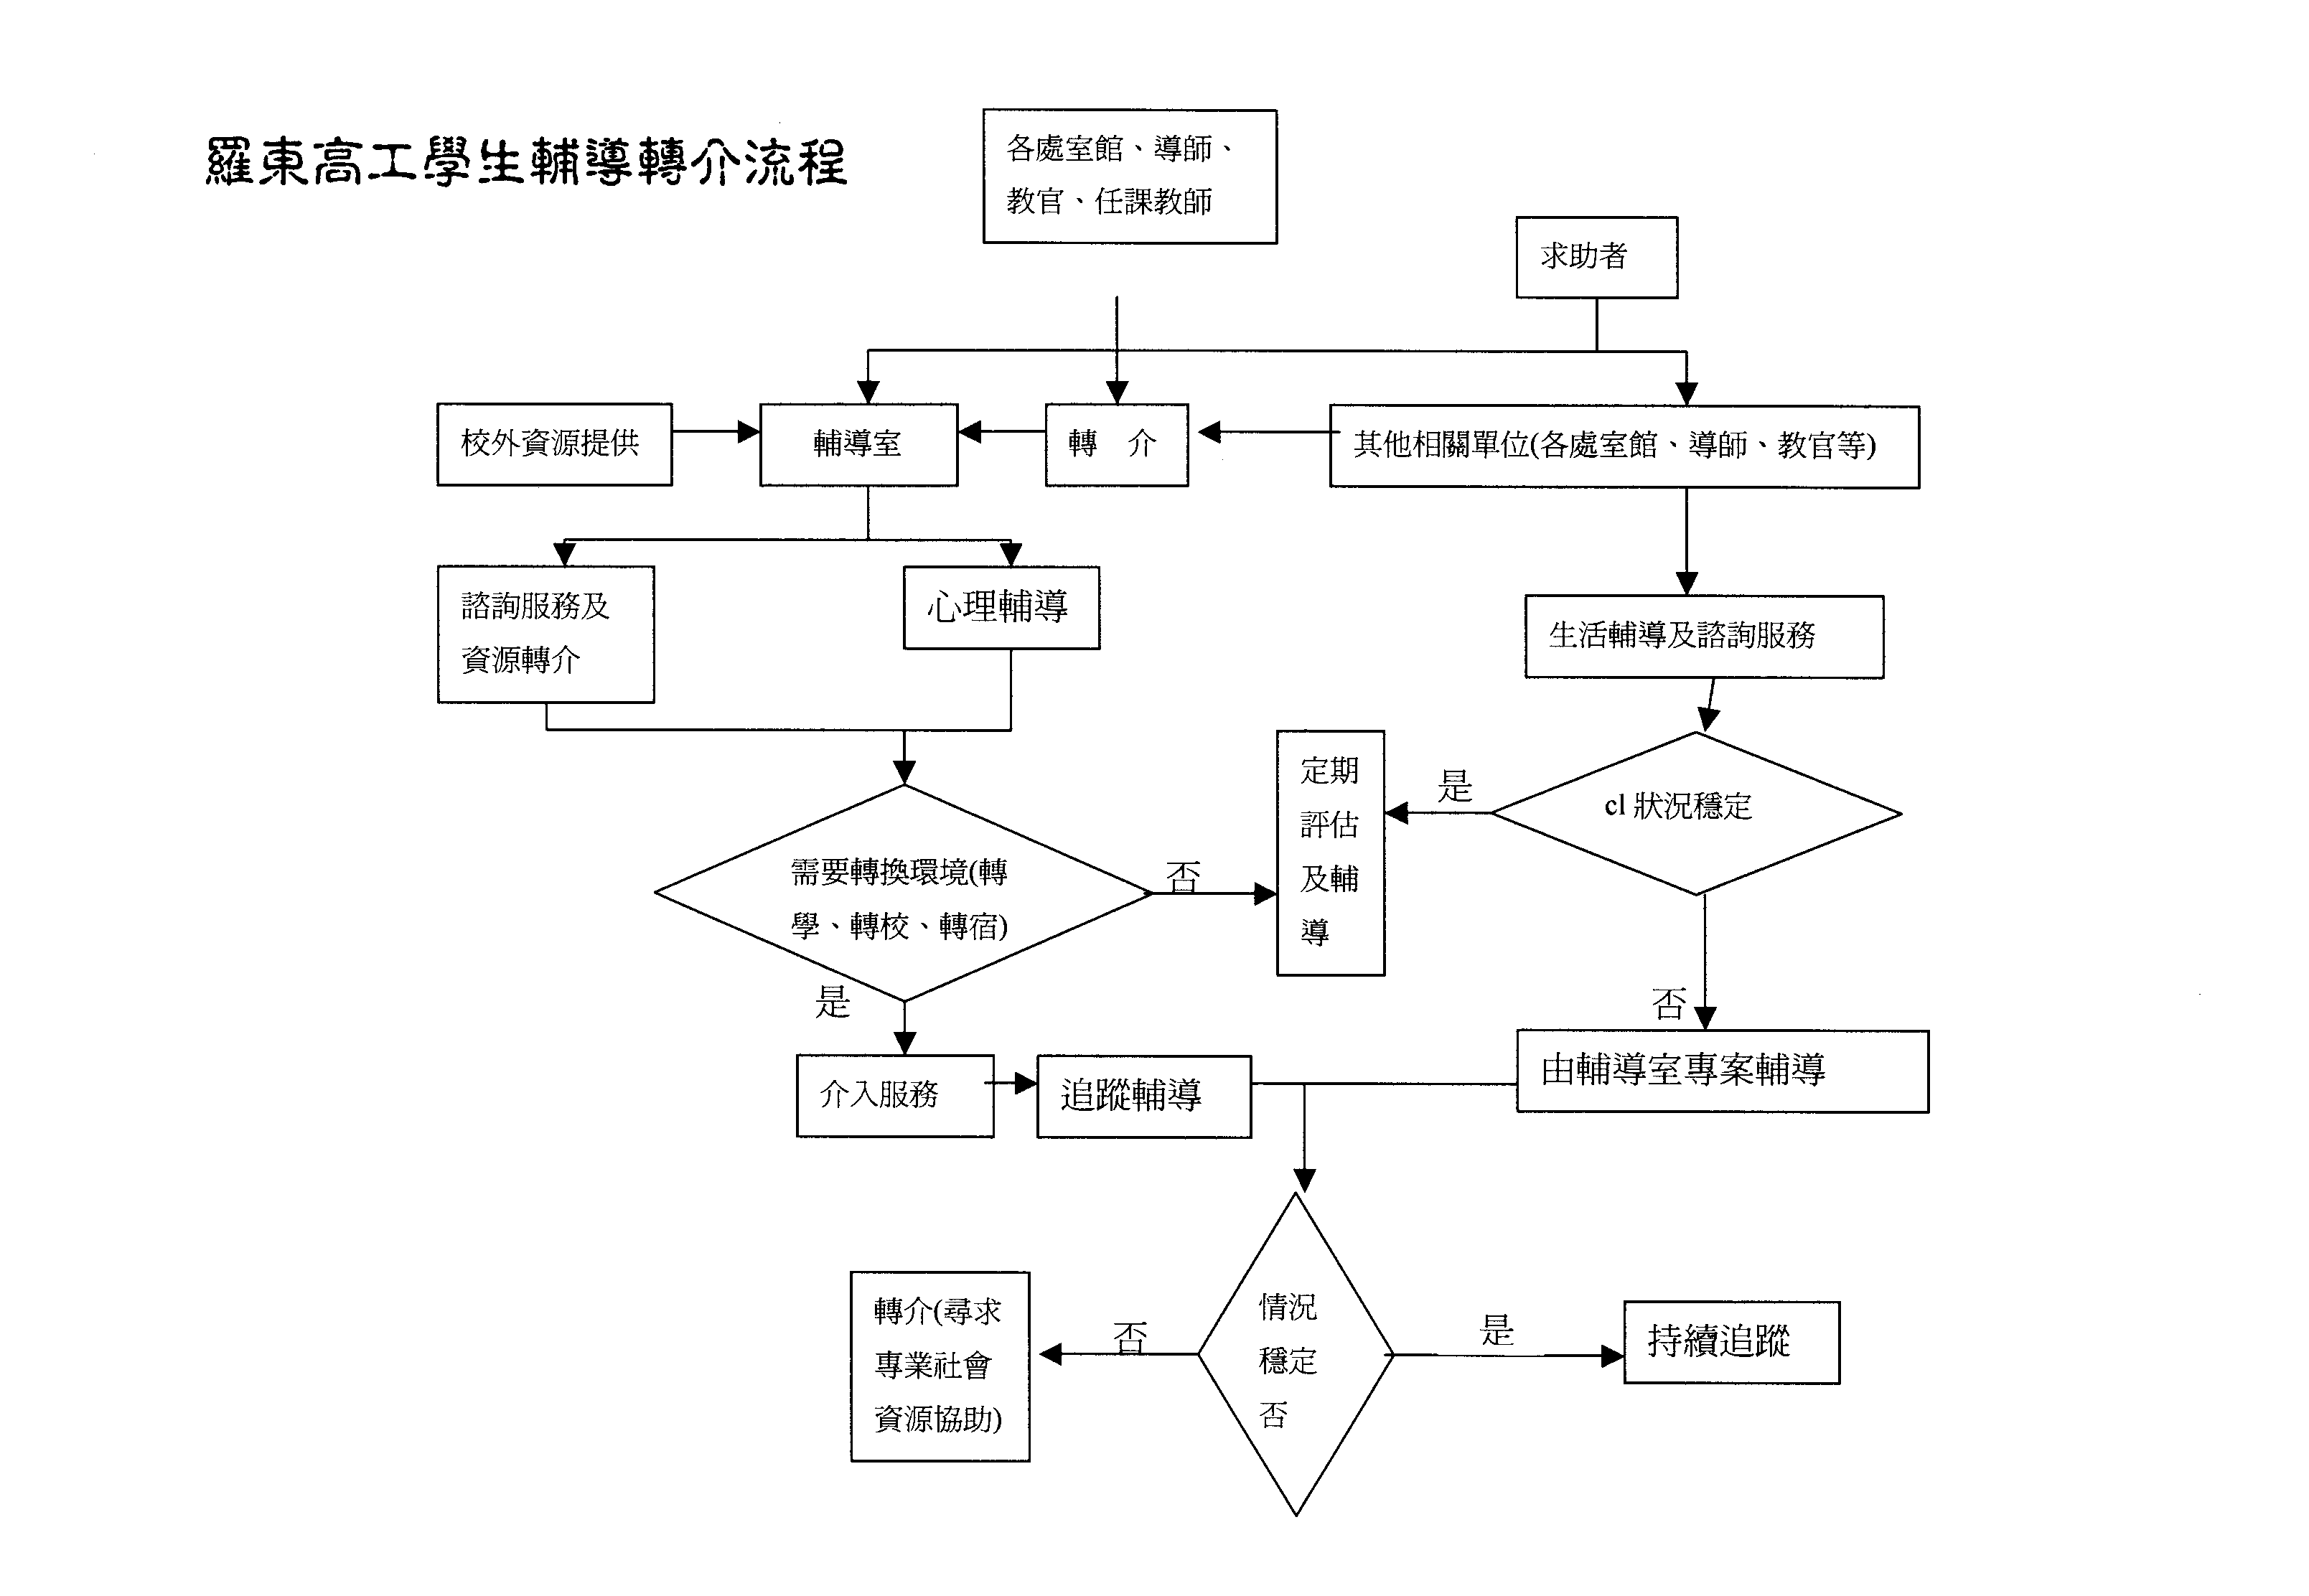 羅東高工學生輔導轉介流程
各處室館、導師、
教官、任課教師
求助者
校外資源提供
輔導室
轉 介
其他相關單位(各處室館、導師、教官等)
諮詢服務及
資源轉介
心理輔導
生活輔導及諮詢服務
定期
評估
及輔
導
是
cl 狀況穩定
需要轉換環境(轉
學、轉校、轉宿)
否
是
否
介入服務
追蹤輔導
由輔導室專案輔導
轉介(尋求
專業社會
資源協助)
否
情況
穩定
否
是
持續追蹤